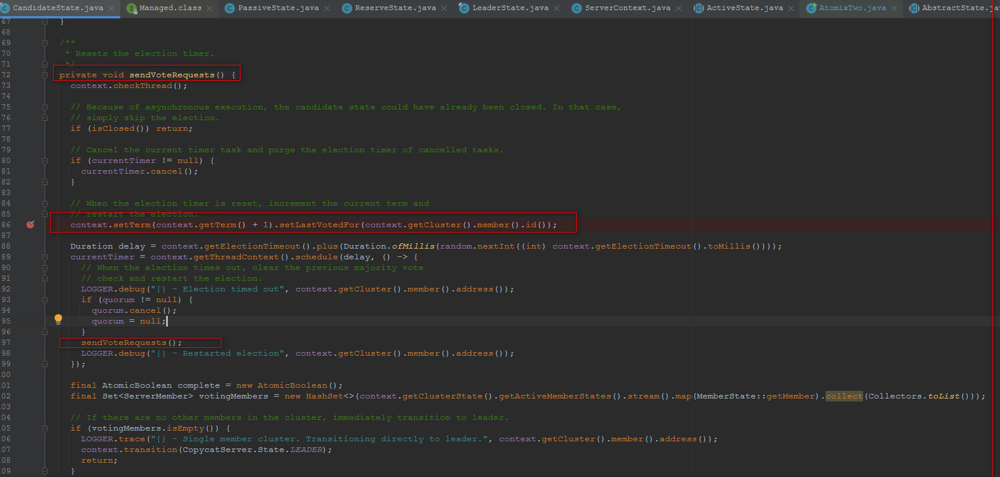 CandidateState.java Managed.class PassiveState.java ReserveState.java LeaderState.java ServerContext.java ActiveState.java AtomixTwo.java AbstractState.ja
67 }
68
69 /**
70 * Resets the election timer.
71 */
72 private void sendVoteRequests() {
73 context.checkThread();
74
75 // Because of asynchronous execution, the candidate state could have already been closed. In that case,
76 // simply skip the election.
77 if (isClosed()) return;
78
79 // Cancel the current timer task and purge the election timer of cancelled tasks.
80 if (currentTimer != null) {
81 currentTimer.cancel();
82 }
83
84 // When the election timer is reset, increment the current term and
85 // restart the election.
86 context.setTerm(context.getTerm() + 1).setLastVotedFor(context.getCluster().member().id());
87
88 Duration delay = context.getElectionTimeout().plus(Duration.ofMillis(random.nextInt((int) context.getElectionTimeout().toMillis())));
89 currentTimer = context.getThreadContext().schedule(delay, () -> {
90 // When the election times out, clear the previous majority vote
91 // check and restart the election.
92 LOGGER.debug("{} - Election timed out", context.getCluster().member().address());
93 if (quorum != null) {
94 quorum.cancel();
95 quorum = null;
96 }
97 sendVoteRequests();
98 LOGGER.debug("{} - Restarted election", context.getCluster().member().address());
99 });
00
01 final AtomicBoolean complete = new AtomicBoolean();
02 final Set<ServerMember> votingMembers = new HashSet<>(context.getClusterState().getActiveMemberStates().stream().map(MemberState::getMember).collect(Collectors.toList()));
03
04 // If there are no other members in the cluster, immediately transition to leader.
05 if (votingMembers.isEmpty()) {
06 LOGGER.trace("{} - Single member cluster. Transitioning directly to leader.", context.getCluster().member().address());
07 context.transition(CopycatServer.State.LEADER);
08 return;
09 }